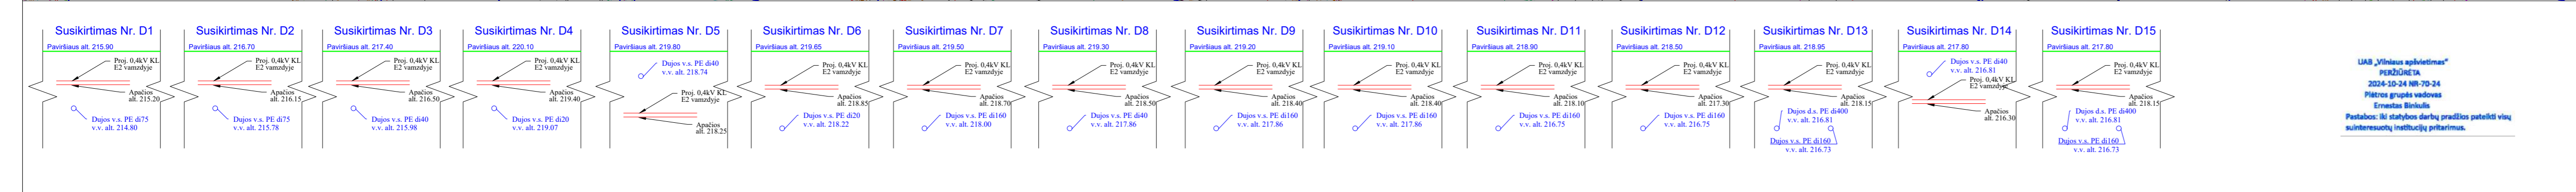 Susikirtimas Nr. D1
Paviršiaus alt. 215.90
Proj. 0,4kV KL
E2 vamzdyje
Apačios
alt. 215.20
Dujos v.s. PE di75
v.v. alt. 214.80
Susikirtimas Nr. D2
Paviršiaus alt. 216.70
Proj. 0,4kV KL
E2 vamzdyje
Apačios
alt. 216.15
Dujos v.s. PE di75
v.v. alt. 215.78
Susikirtimas Nr. D3
Paviršiaus alt. 217.40
Proj. 0,4kV KL
E2 vamzdyje
Apačios
alt. 216.50
Dujos v.s. PE di40
v.v. alt. 215.98
Susikirtimas Nr. D4
Paviršiaus alt. 220.10
Proj. 0,4kV KL
E2 vamzdyje
Apačios
alt. 219.40
Dujos v.s. PE di20
v.v. alt. 219.07
Susikirtimas Nr. D5
Paviršiaus alt. 219.80
Dujos v.s. PE di40
v.v. alt. 218.74
Proj. 0,4kV KL
E2 vamzdyje
Apačios
alt. 218.25
Susikirtimas Nr. D6
Paviršiaus alt. 219.65
Proj. 0,4kV KL
E2 vamzdyje
Apačios
alt. 218.85
Dujos v.s. PE di20
v.v. alt. 218.22
Susikirtimas Nr. D7
Paviršiaus alt. 219.50
Proj. 0,4kV KL
E2 vamzdyje
Apačios
alt. 218.70
Dujos v.s. PE di160
v.v. alt. 218.00
Susikirtimas Nr. D8
Paviršiaus alt. 219.30
Proj. 0,4kV KL
E2 vamzdyje
Apačios
alt. 218.50
Dujos v.s. PE di40
v.v. alt. 217.86
Susikirtimas Nr. D9
Paviršiaus alt. 219.20
Proj. 0,4kV KL
E2 vamzdyje
Apačios
alt. 218.40
Dujos v.s. PE di160
v.v. alt. 217.86
Susikirtimas Nr. D10
Paviršiaus alt. 219.10
Proj. 0,4kV KL
E2 vamzdyje
Apačios
alt. 218.40
Dujos v.s. PE di160
v.v. alt. 217.86
Susikirtimas Nr. D11
Paviršiaus alt. 218.90
Proj. 0,4kV KL
E2 vamzdyje
Apačios
alt. 218.10
Dujos v.s. PE di160
v.v. alt. 216.75
Susikirtimas Nr. D12
Paviršiaus alt. 218.50
Proj. 0,4kV KL
E2 vamzdyje
Apačios
alt. 217.30
Dujos v.s. PE di160
v.v. alt. 216.75
Susikirtimas Nr. D13
Paviršiaus alt. 218.95
Proj. 0,4kV KL
E2 vamzdyje
Apačios
alt. 218.15
Dujos d.s. PE di400
v.v. alt. 216.81
Dujos v.s. PE di160
v.v. alt. 216.73
Susikirtimas Nr. D14
Paviršiaus alt. 217.80
Dujos v.s. PE di40
v.v. alt. 216.81
Proj. 0,4kV KL
E2 vamzdyje
Apačios
alt. 216.30
Susikirtimas Nr. D15
Paviršiaus alt. 217.80
Proj. 0,4kV KL
E2 vamzdyje
Apačios
alt. 218.15
Dujos d.s. PE di400
v.v. alt. 216.81
Dujos v.s. PE di160
v.v. alt. 216.73
UAB „Vilniaus apšvietimas“
PERŽIŪRĖTA
2024-10-24 NR-70-24
Plėtros grupės vadovas
Ernestas Binkulis
Pastabos: iki statybos darbų pradžios pateikti visų
suinteresuotų institucijų pritarimus.